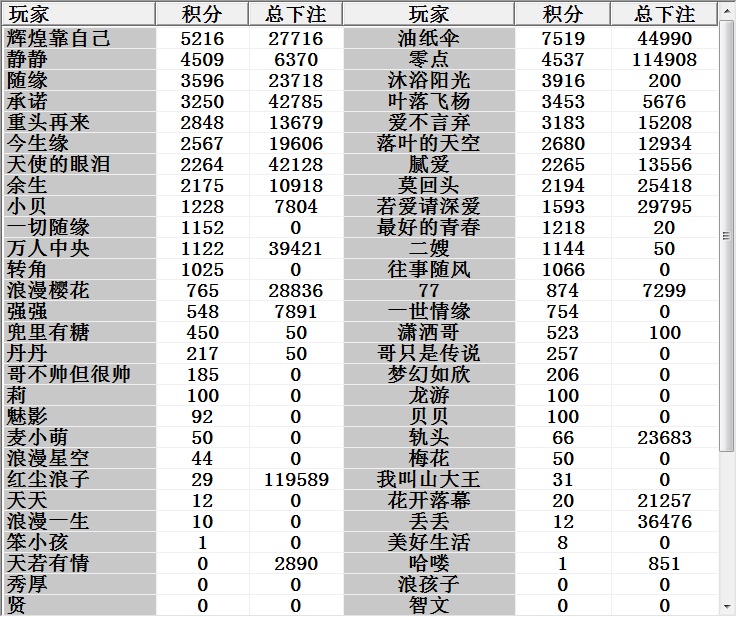 玩家 积分 总下注 玩家 积分 总下注
辉煌靠自己 5216 27716 油纸伞 7519 44990
静静 4509 6370 零点 4537 114908
随缘 3596 23718 沐浴阳光 3916 200
承诺 3250 42785 叶落飞杨 3453 5676
重头再来 2848 13679 爱不言弃 3183 15208
今生缘 2567 19606 落叶的天空 2680 12934
天使的眼泪 2264 42128 腻爱 2265 13556
余生 2175 10918 莫回头 2194 25418
小贝 1228 7804 若爱请深爱 1593 29795
一切随缘 1152 0 最好的青春 1218 20
万人中央 1122 39421 二嫂 1144 50
转角 1025 0 往事随风 1066 0
浪漫樱花 765 28836 77 874 7299
强强 548 7891 一世情缘 754 0
兜里有糖 450 50 潇洒哥 523 100
丹丹 217 50 哥只是传说 257 0
哥不帅但很帅 185 0 梦幻如欣 206 0
莉 100 0 龙游 100 0
魅影 92 0 贝贝 100 0
麦小萌 50 0 轨头 66 23683
浪漫星空 44 0 梅花 50 0
红尘浪子 29 119589 我叫山大王 31 0
天天 12 0 花开落幕 20 21257
浪漫一生 10 0 丢丢 12 36476
笨小孩 1 0 美好生活 8 0
天若有情 0 2890 哈喽 1 851
秀厚 0 0 浪孩子 0 0
贤 0 0 智文 0 0